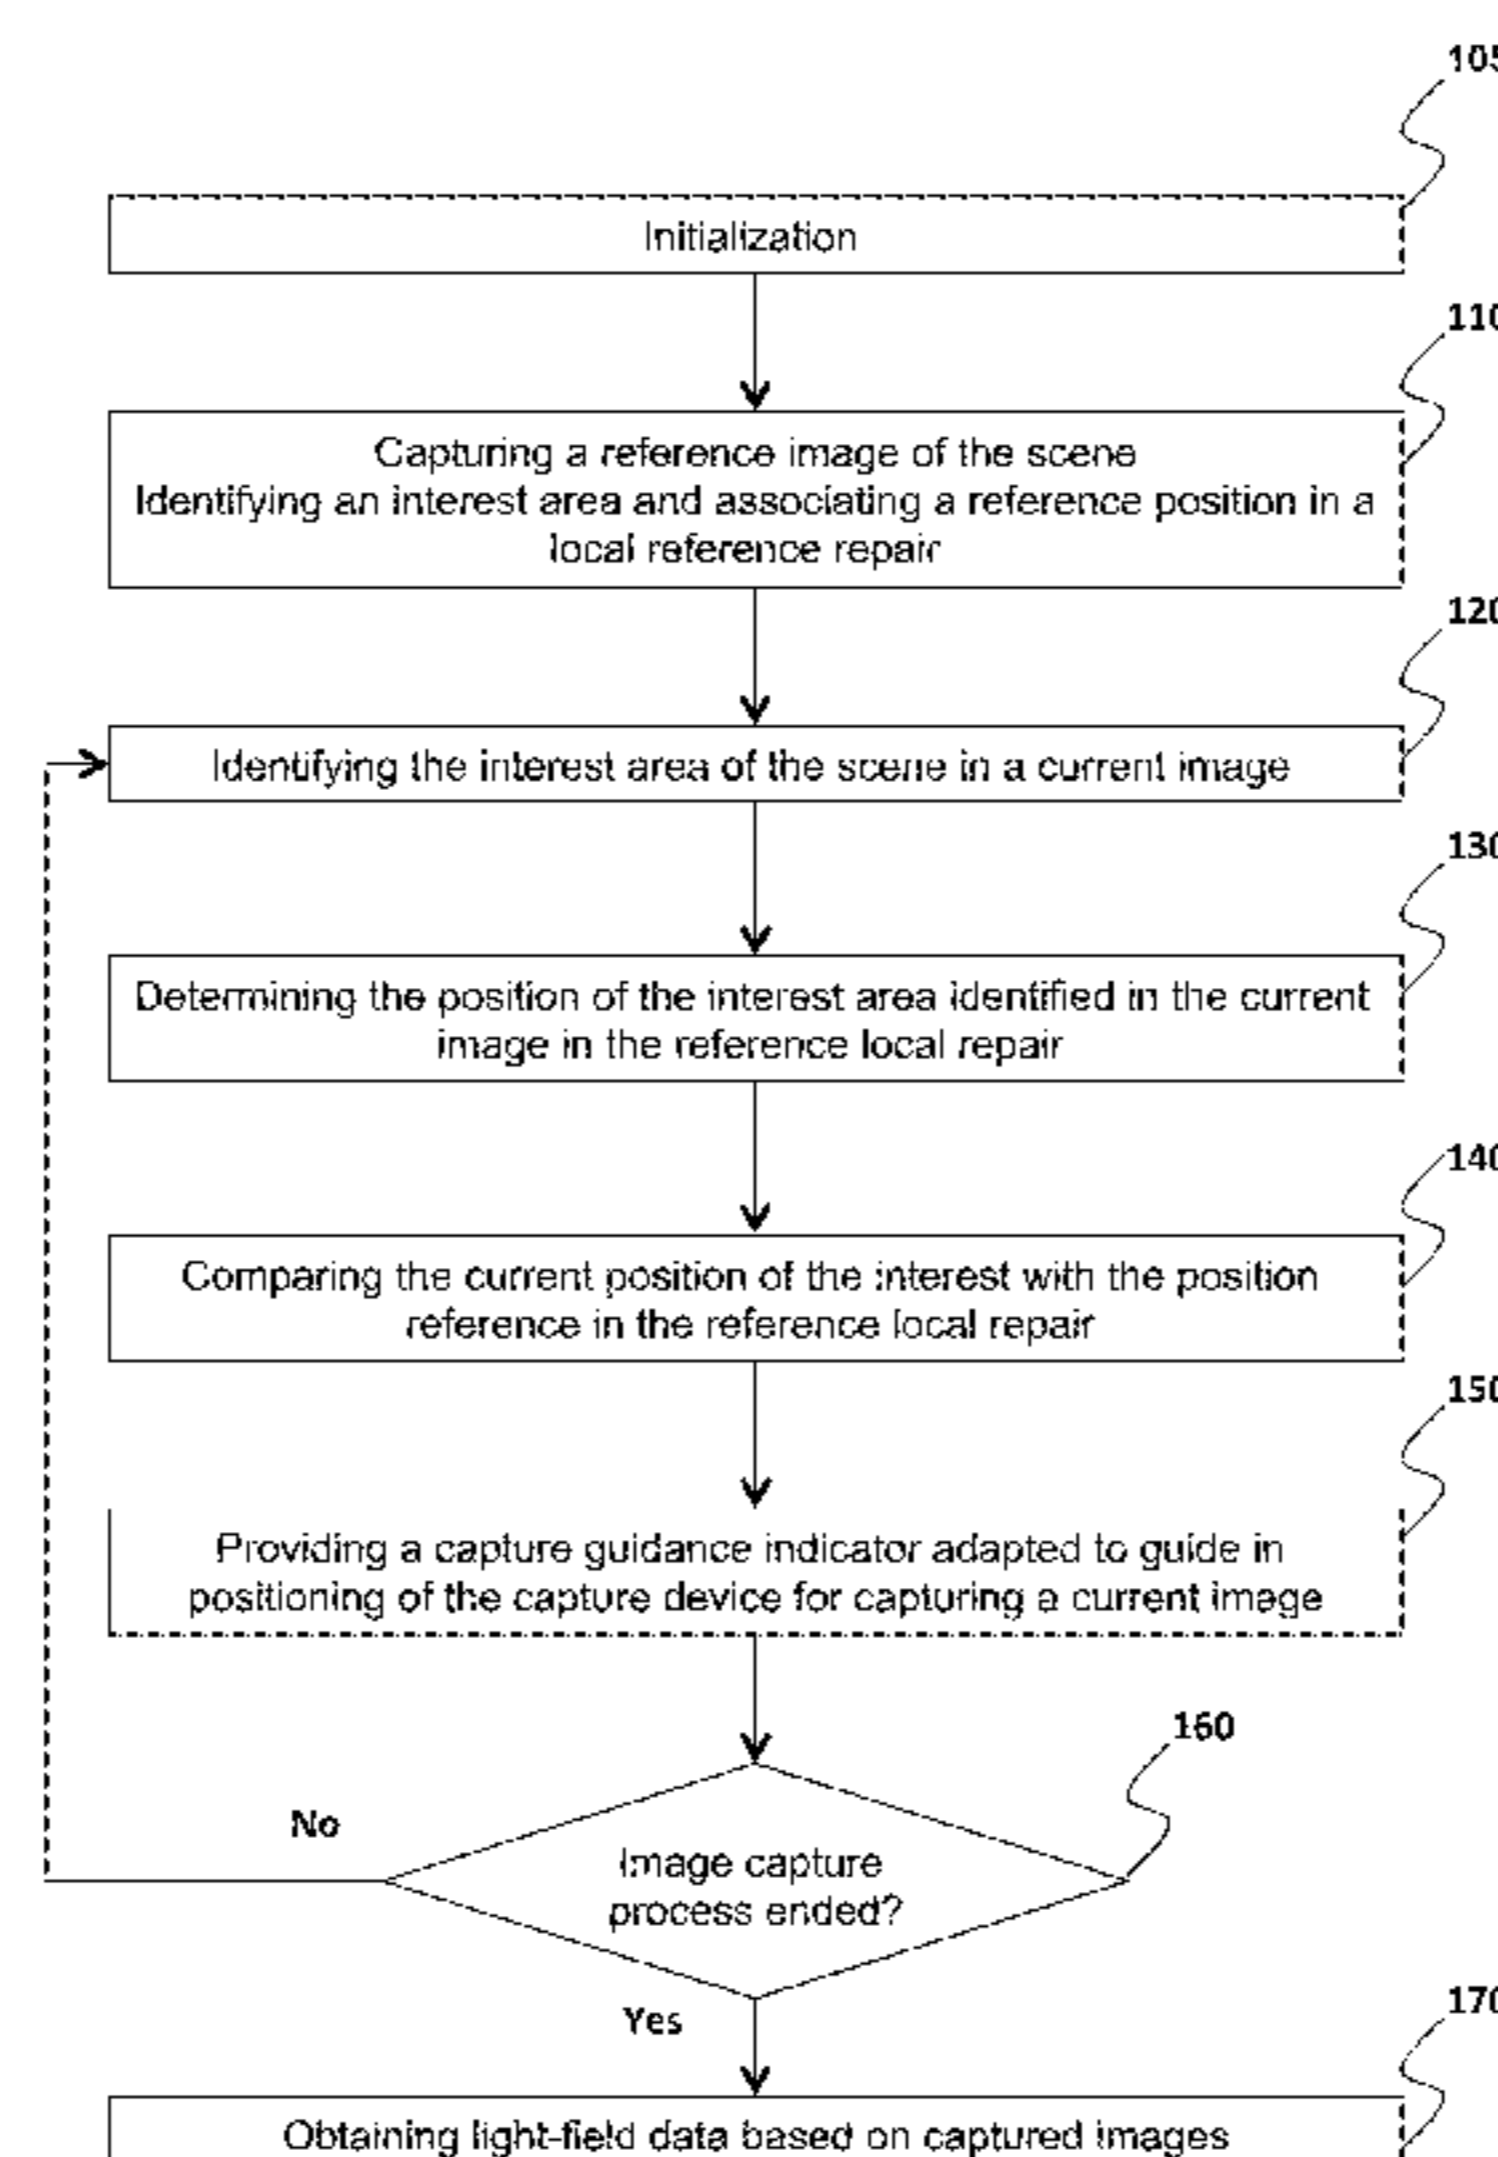 105
Initialization
110
Capturing a reference image of the scene
Identifying an interest area and associating a reference position in a
local reference repair
120
Identifying the interest area of the scene in a current image
130
Determining the position of the interest area identified in the current
image in the reference local repair
140
Comparing the current position of the interest with the position
reference in the reference local repair
150
Providing a capture guidance indicator adapted to guide in
positioning of the capture device for capturing a current image
160
No
Image capture
process ended?
Yes
170
Obtaining light-field data based on captured images